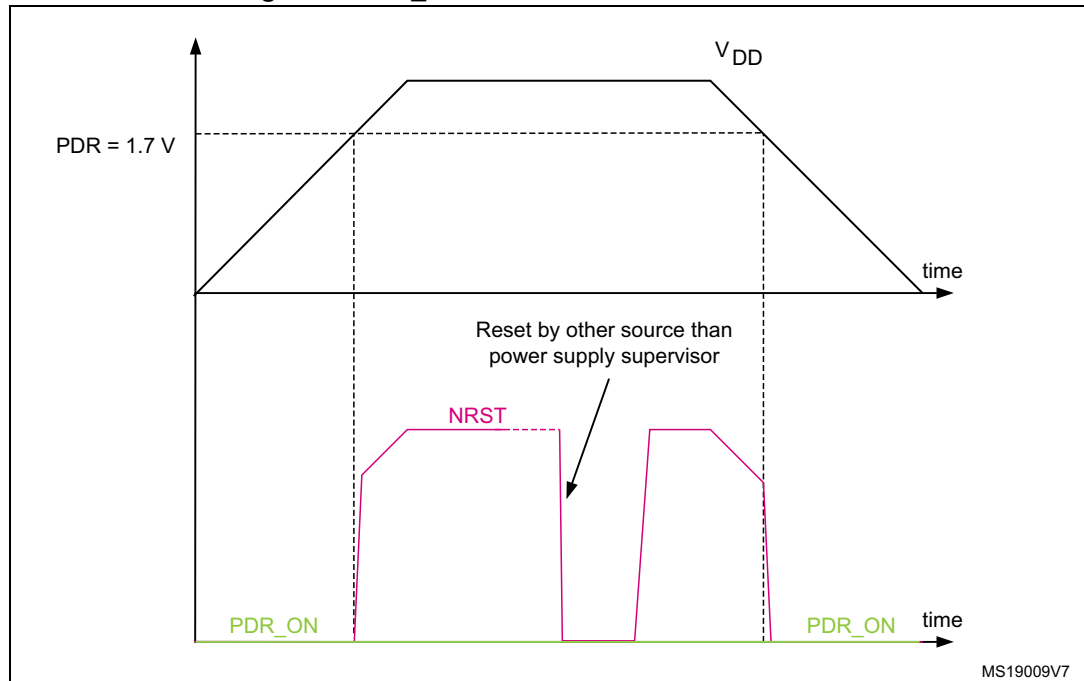 V DD
PDR = 1.7 V
time
Reset by other source than
power supply supervisor
NRST
PDR_ON
PDR_ON
time
MS19009V7